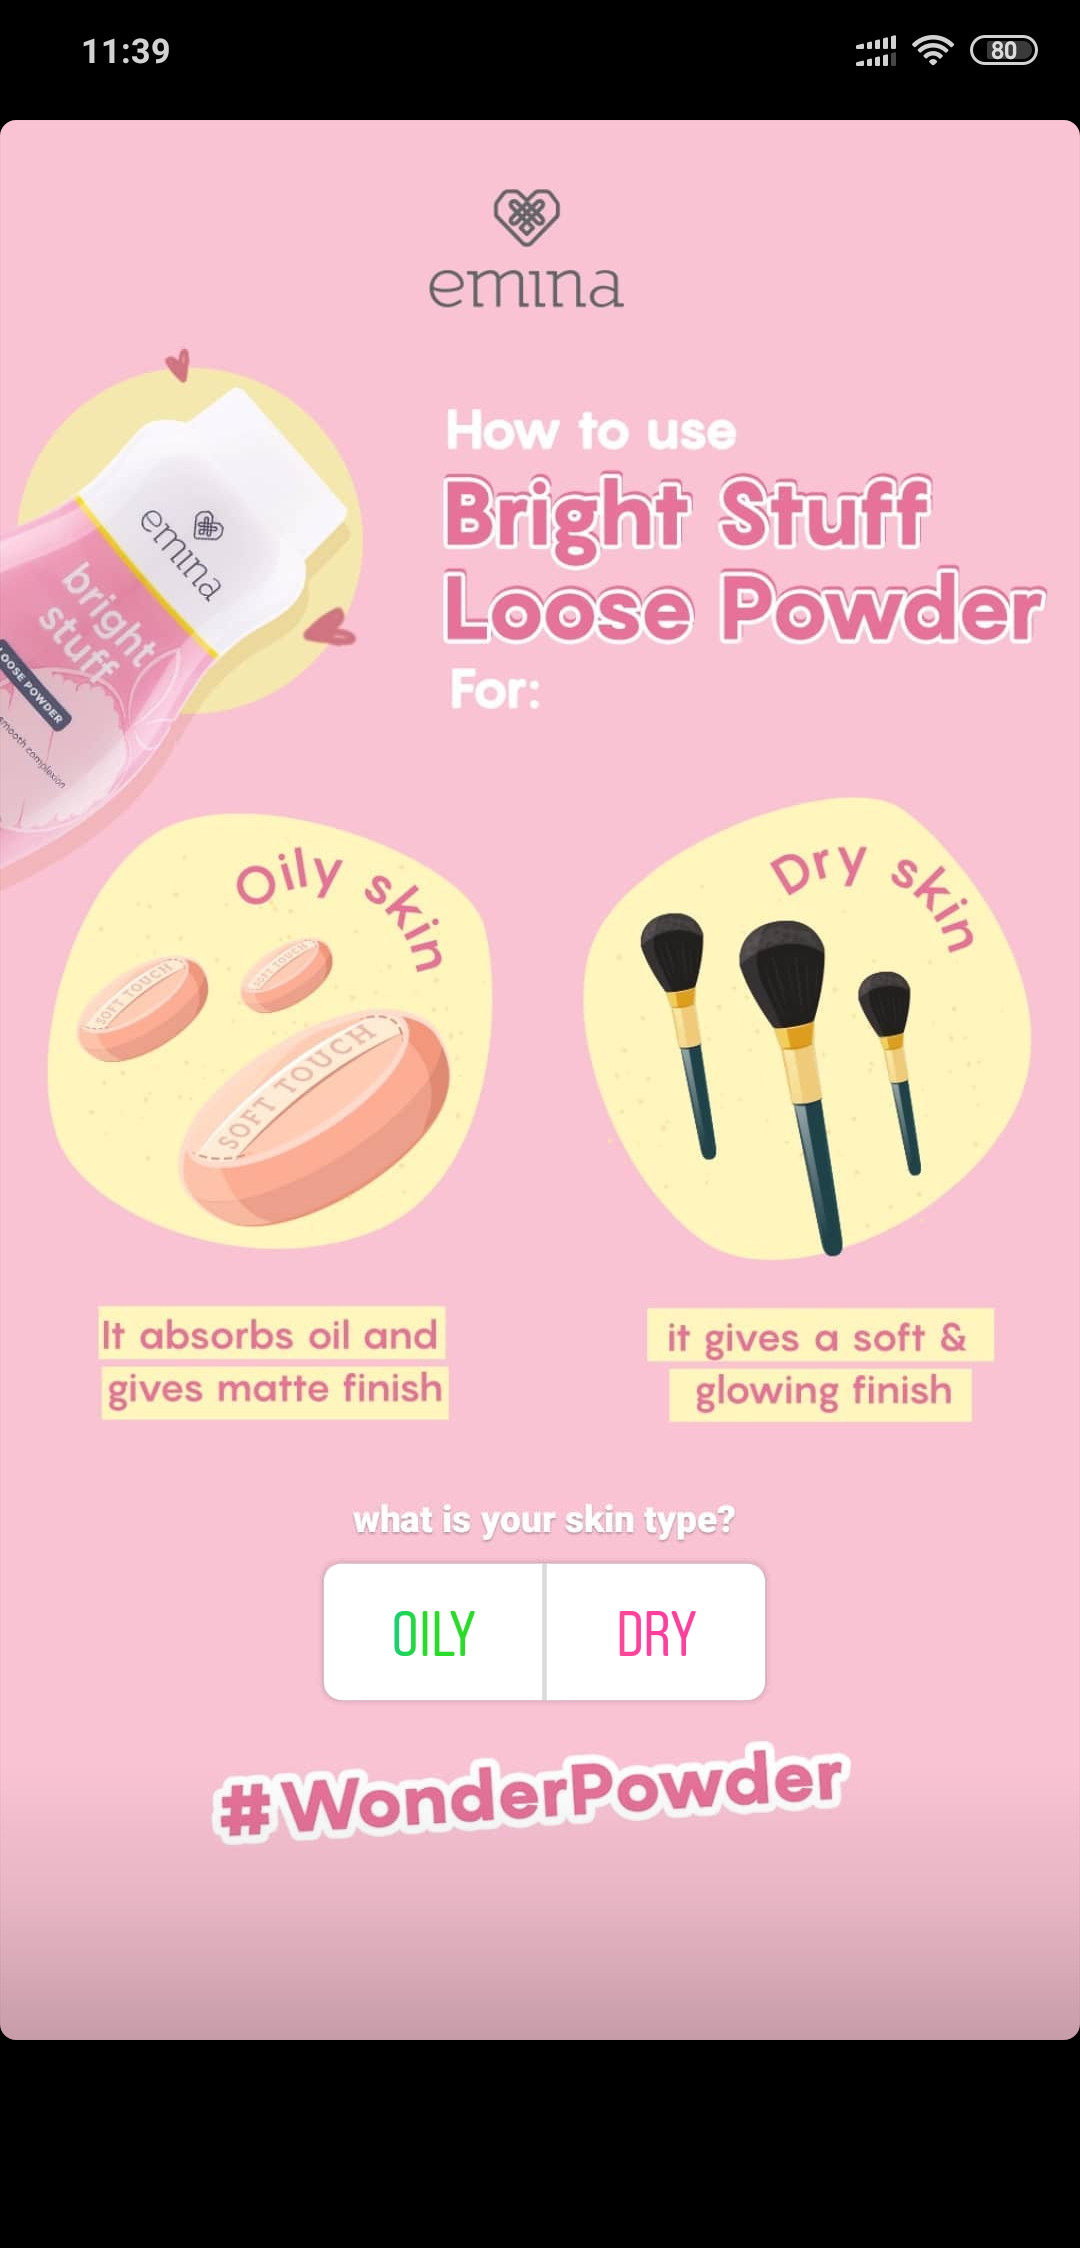 11:39
80
emina
How to use
Bright Stuff
Loose Powder
For:
emina
bright
stuff
LOOSE POWDER
smooth complexion
Oily skin
SOFT TOUCH
SOFT TOUCH
SOFT TOUCH
Dry skin
It absorbs oil and
gives matte finish
it gives a soft &
glowing finish
what is your skin type?
OILY
DRY
#WonderPowder